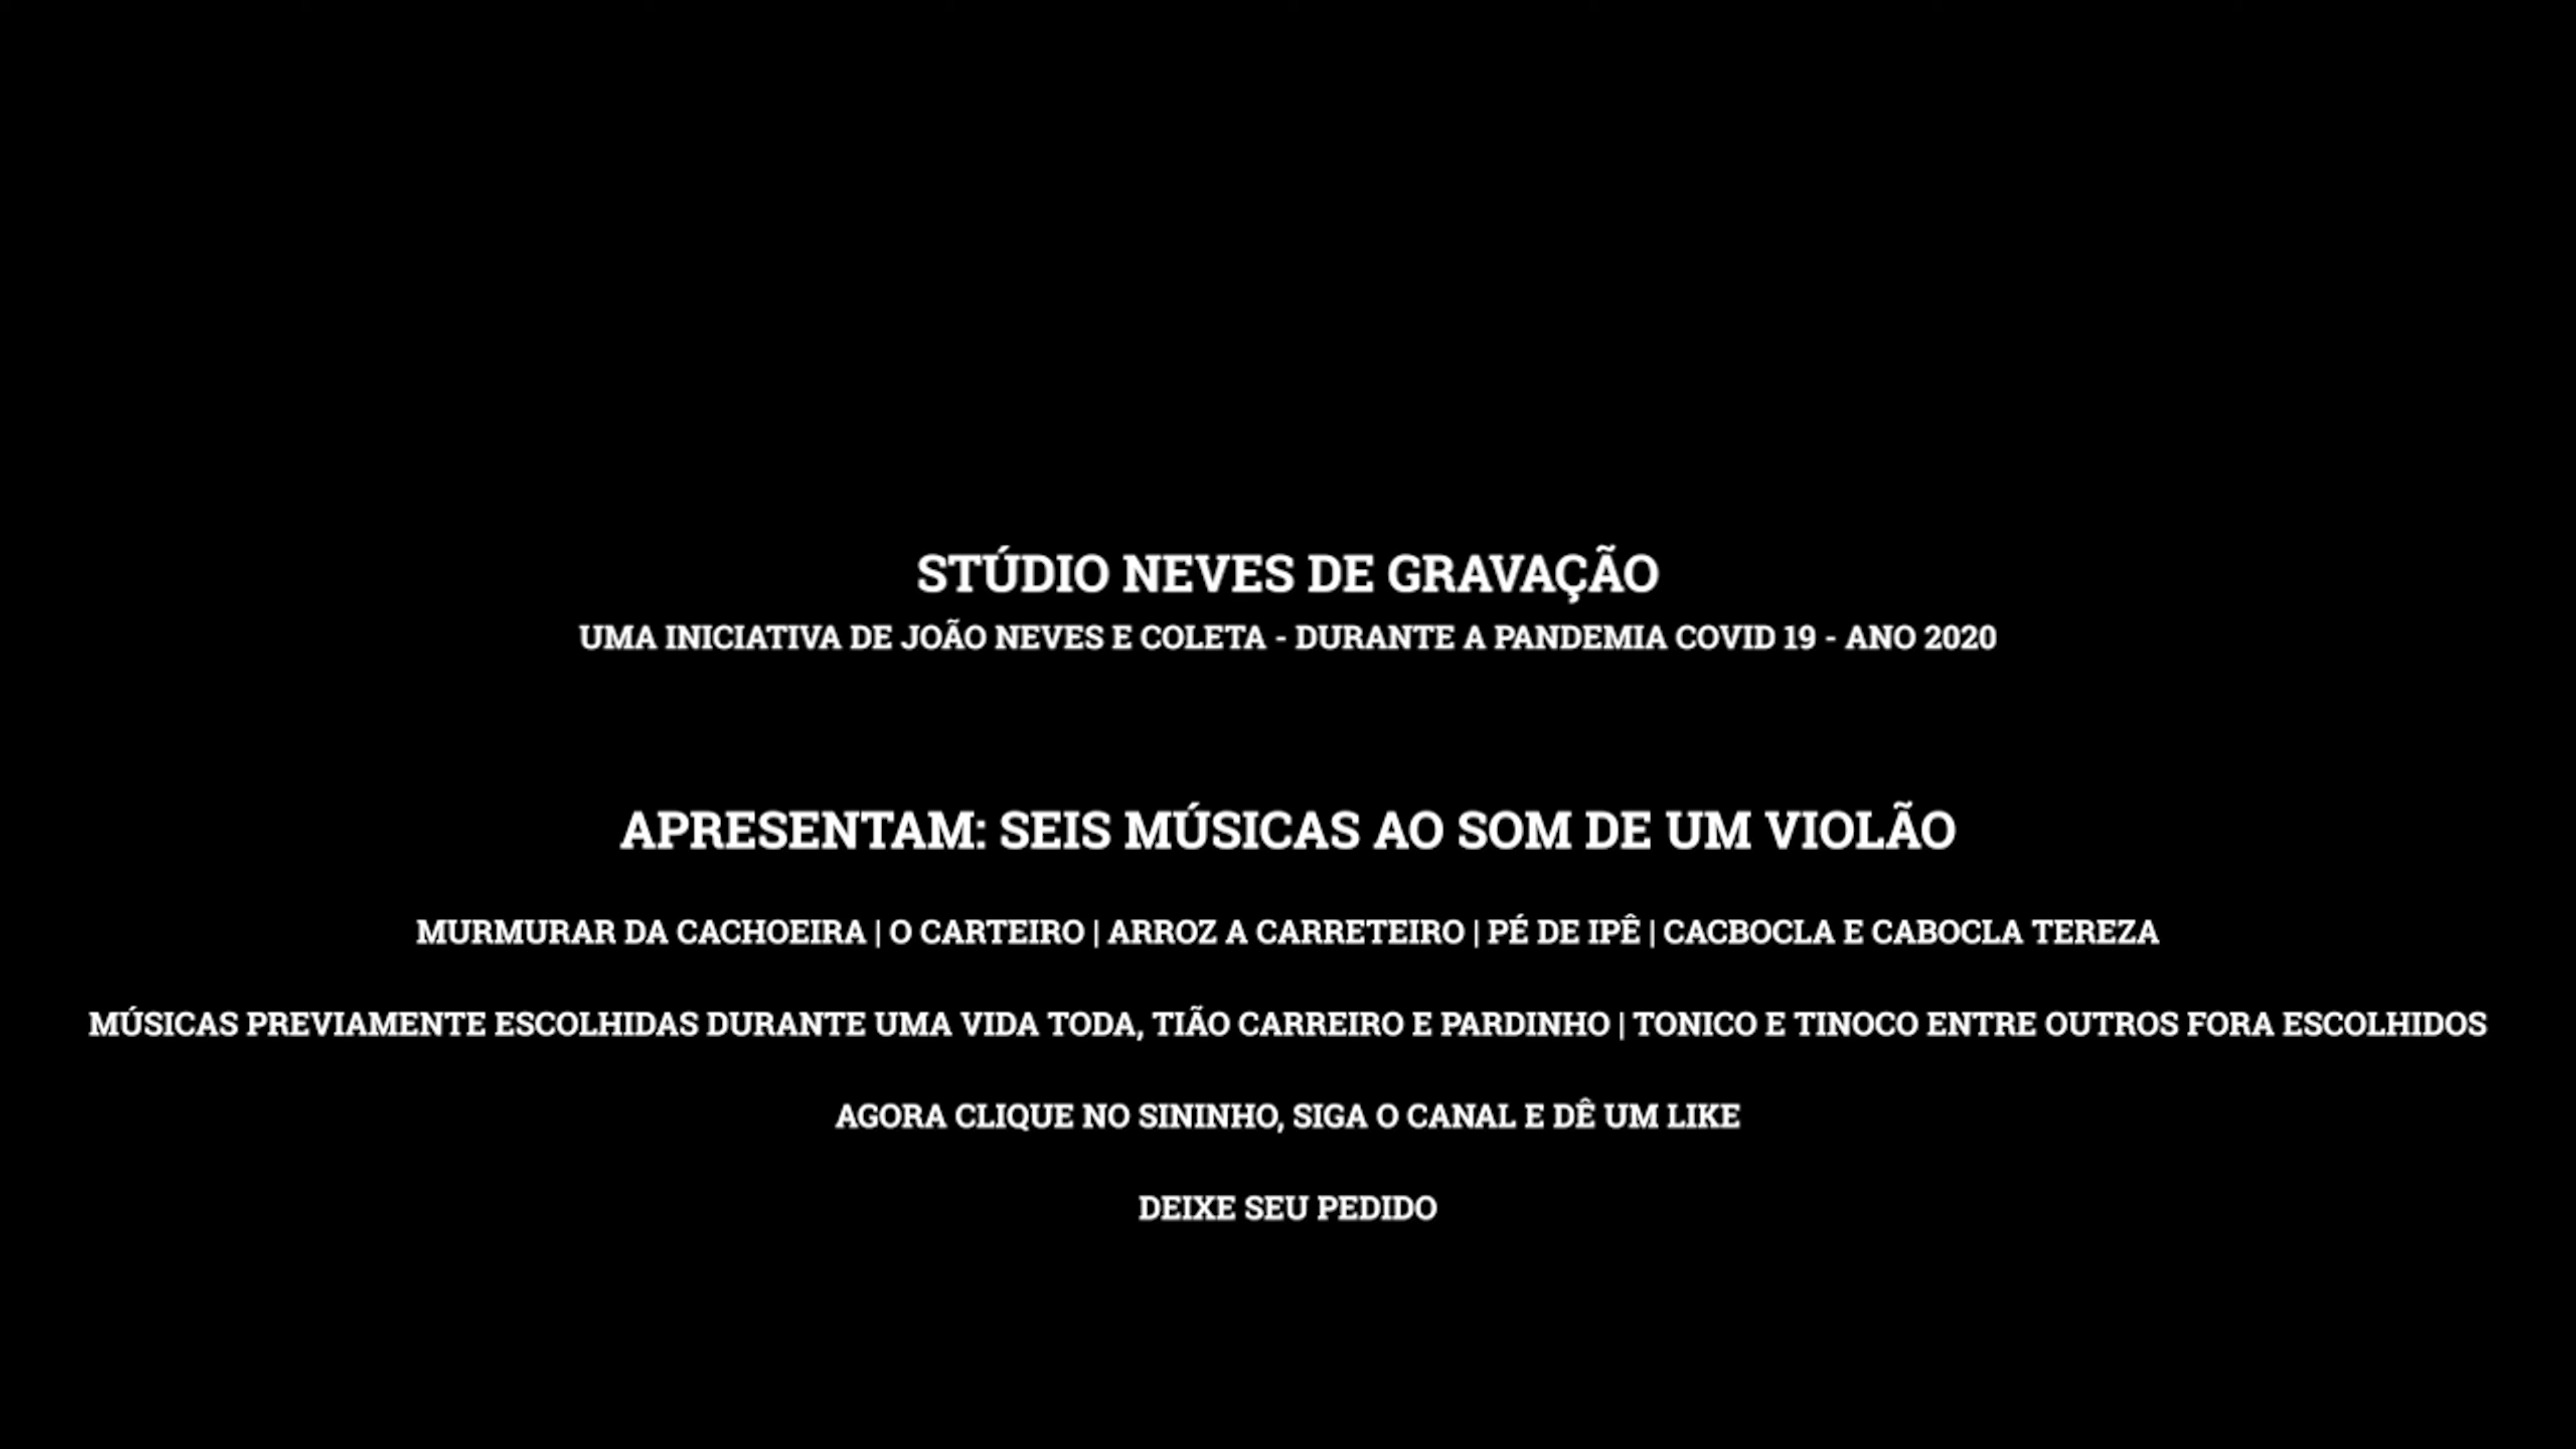 STÚDIO NEVES DE GRAVAÇÃO
UMA INICIATIVA DE JOÃO NEVES E COLETA - DURANTE A PANDEMIA COVID 19 - ANO 2020
APRESENTAM: SEIS MÚSICAS AO SOM DE UM VIOLÃO
MURMURAR DA CACHOEIRA | O CARTEIRO | ARROZ A CARRETEIRO | PÉ DE IPÊ | CACBOCLA E CABOCLA TEREZA
MÚSICAS PREVIAMENTE ESCOLHIDAS DURANTE UMA VIDA TODA, TIÃO CARREIRO E PARDINHO | TONICO E TINOCO ENTRE OUTROS FORA ESCOLHIDOS
AGORA CLIQUE NO SININHO, SIGA O CANAL E DÊ UM LIKE
DEIXE SEU PEDIDO